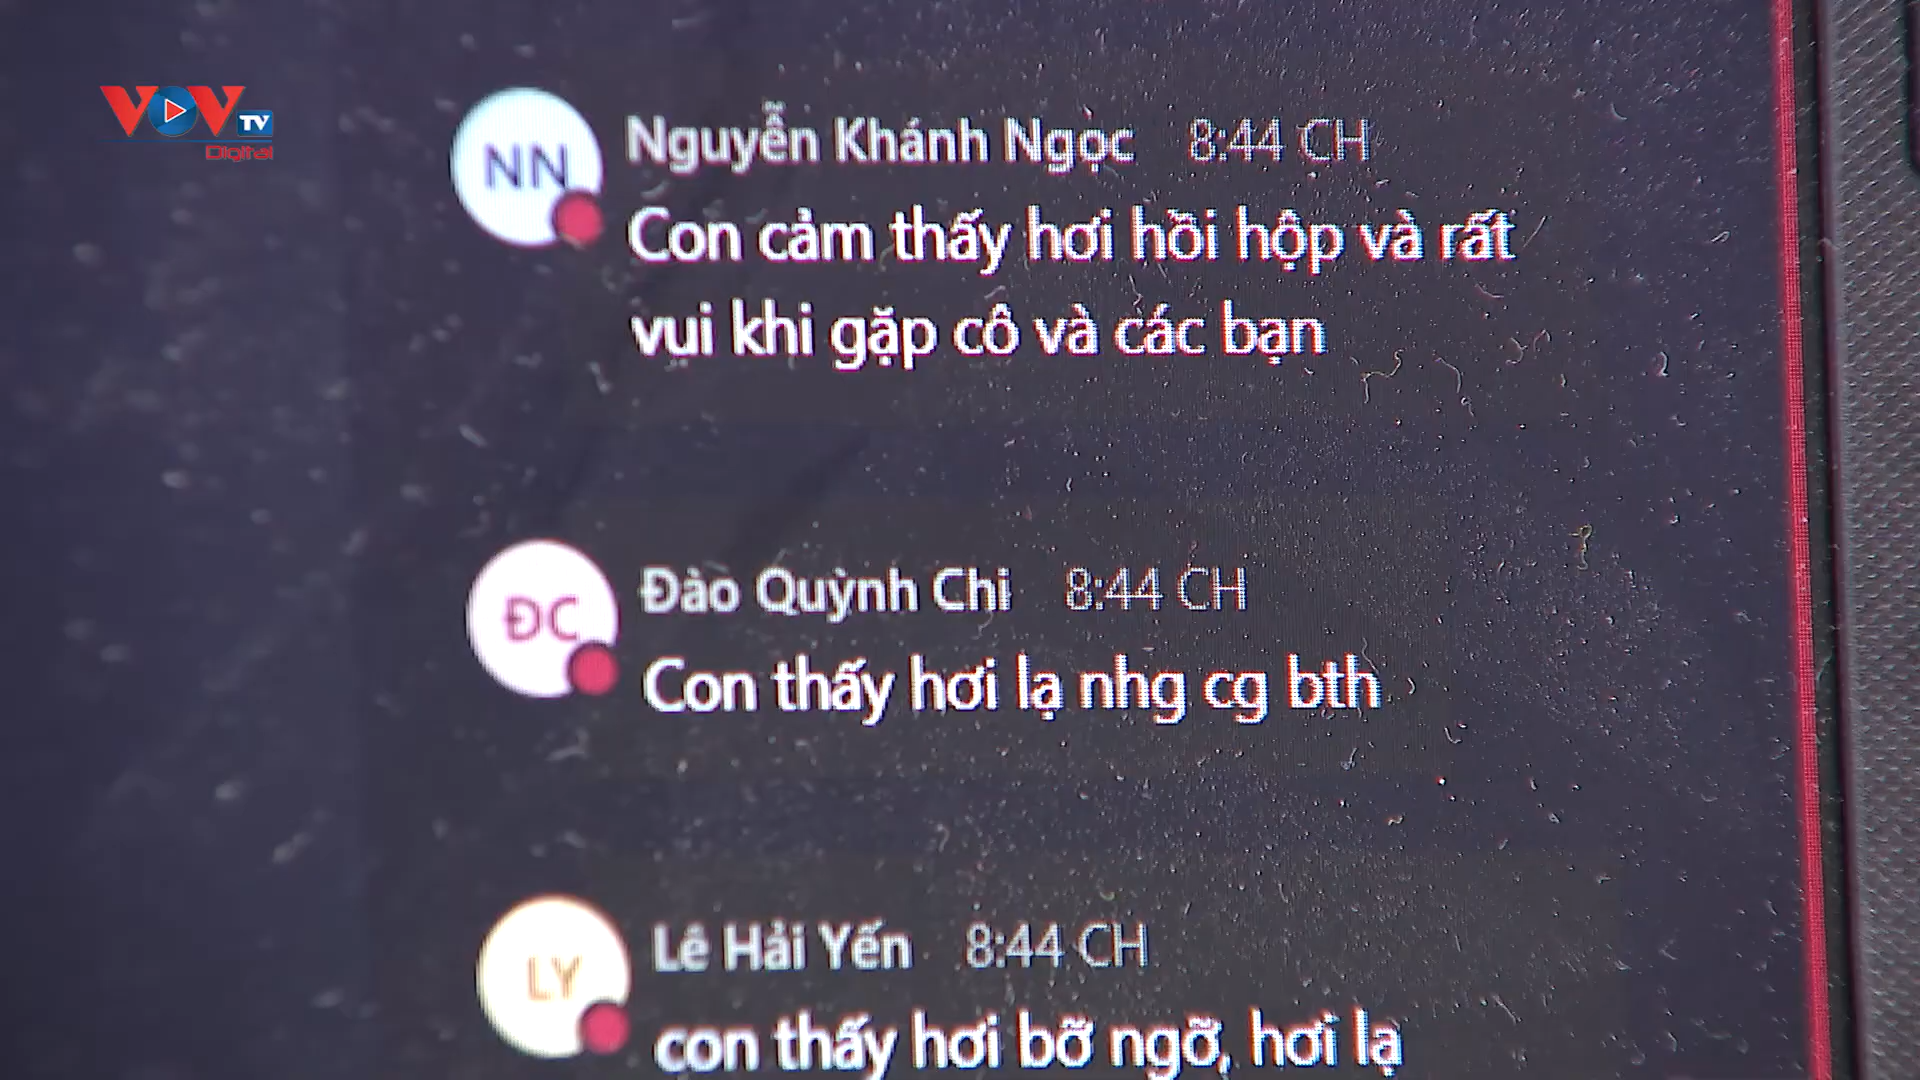 VOV TV
Digital
NN
Nguyễn Khánh Ngọc 8:44 CH
Con cảm thấy hơi hồi hộp và rất
vui khi gặp cô và các bạn
ĐC
Đào Quỳnh Chi 8:44 CH
Con thấy hơi lạ nhg cg bth
LY
Lê Hải Yến 8:44 CH
con thấy hơi bỡ ngỡ, hơi lạ